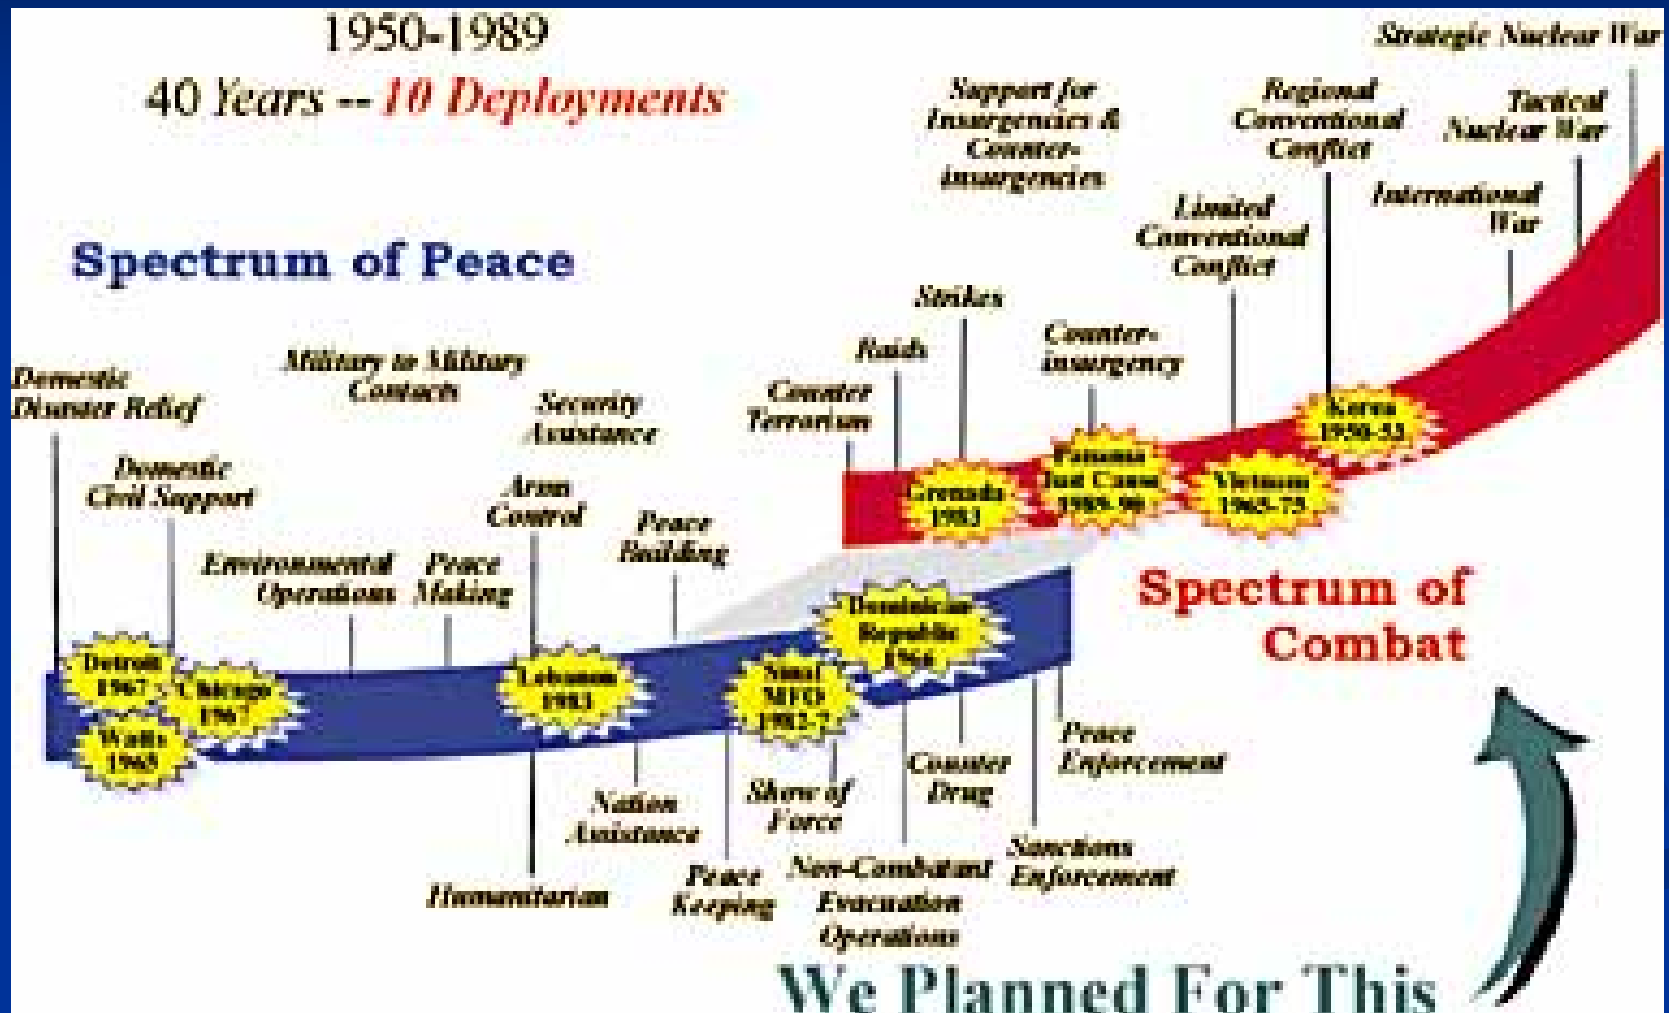 1950-1989
40 Years -- 10 Deployments
Strategic Nuclear War
Support for
Insurgencies &
Counter-
insurgencies
Regional
Conventional
Conflict
Tactical
Nuclear War
International
War
Limited
Conventional
Conflict
Spectrum of Peace
Strikes
Raids
Counter-
insurgency
Counter
Terrorism
Domestic
Disaster Relief
Military to Military
Contacts
Security
Assistance
Domestic
Civil Support
Arms
Control
Peace
Building
Environmental
Operations
Peace
Making
Korea
1950-53
Panama
Just Cause
1989-90
Vietnam
1965-75
Grenada
Spectrum of
Combat
Dominican
Republic
Detroit
1967
Chicago
1967
Watts
1965
Lebanon
1983
Sinai
MFO
1982-?
Peace
Enforcement
Counter
Drug
Show of
Force
Nation
Assistance
Sanctions
Enforcement
Non-Combatant
Evacuation
Operations
Peace
Keeping
Humanitarian
We Planned For This